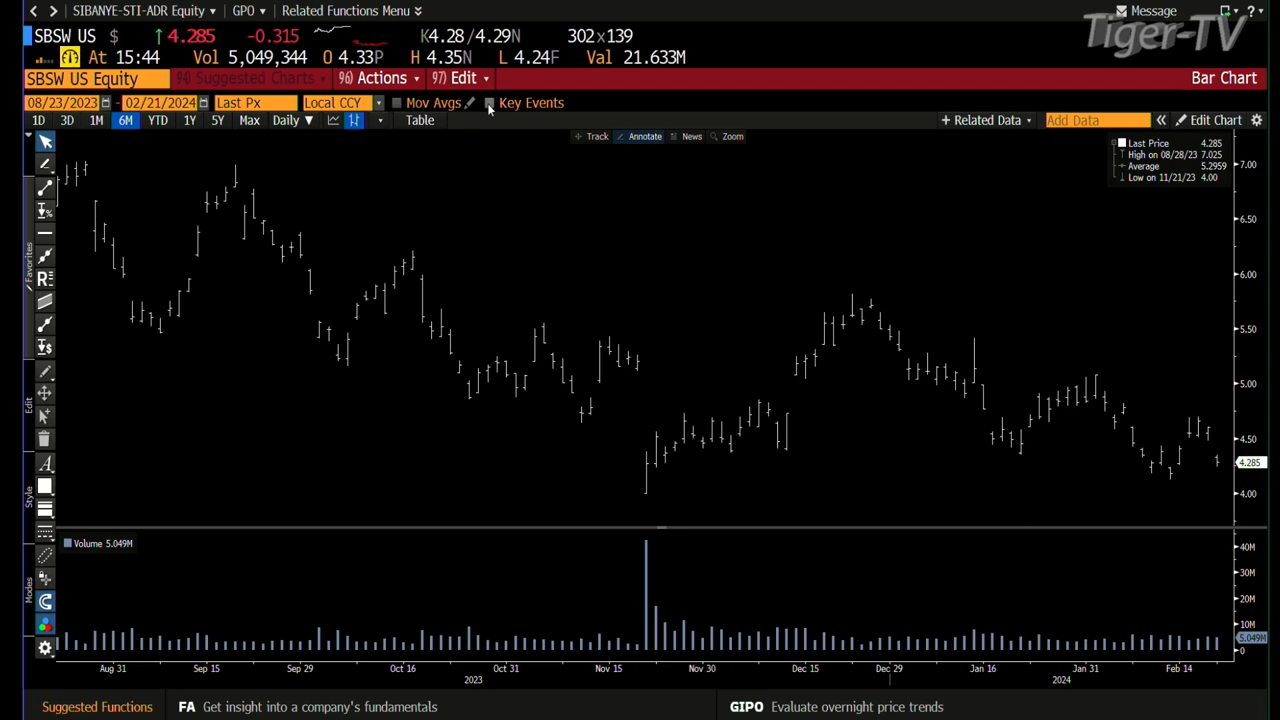 SIBANYE-STI-ADR Equity GPO Related Functions Menu Message ?
Tiger-TV
SBSW US $ 4.285 -0.315 K4.28 /4.29N 302x139
At 15:44 Vol 5,049,344 O 4.33P H 4.35N L 4.24F Val 21.633M
SBSW US Equity 94) Suggested Charts 96) Actions 97) Edit Bar Chart
08/23/2023 - 02/21/2024 Last Px Local CCY Mov Avgs Key Events
1D 3D 1M 6M YTD 1Y 5Y Max Daily ▼ Table + Related Data Add Data « Edit Chart
Track Annotate News Zoom
Last Price 4.285
High on 08/28/23 7.025
Average 5.2959
Low on 11/21/23 4.00
7.00
6.50
6.00
5.50
5.00
4.50
4.285
4.00
Favorites
Edit
Style
Modes
Volume 5.049M
40M
30M
20M
10M
5.049M
0
Aug 31 Sep 15 Sep 29 Oct 16 Oct 31 Nov 15 Nov 30 Dec 15 Dec 29 Jan 16 Jan 31 Feb 14
2023 2024
Suggested Functions FA Get insight into a company's fundamentals GIPO Evaluate overnight price trends